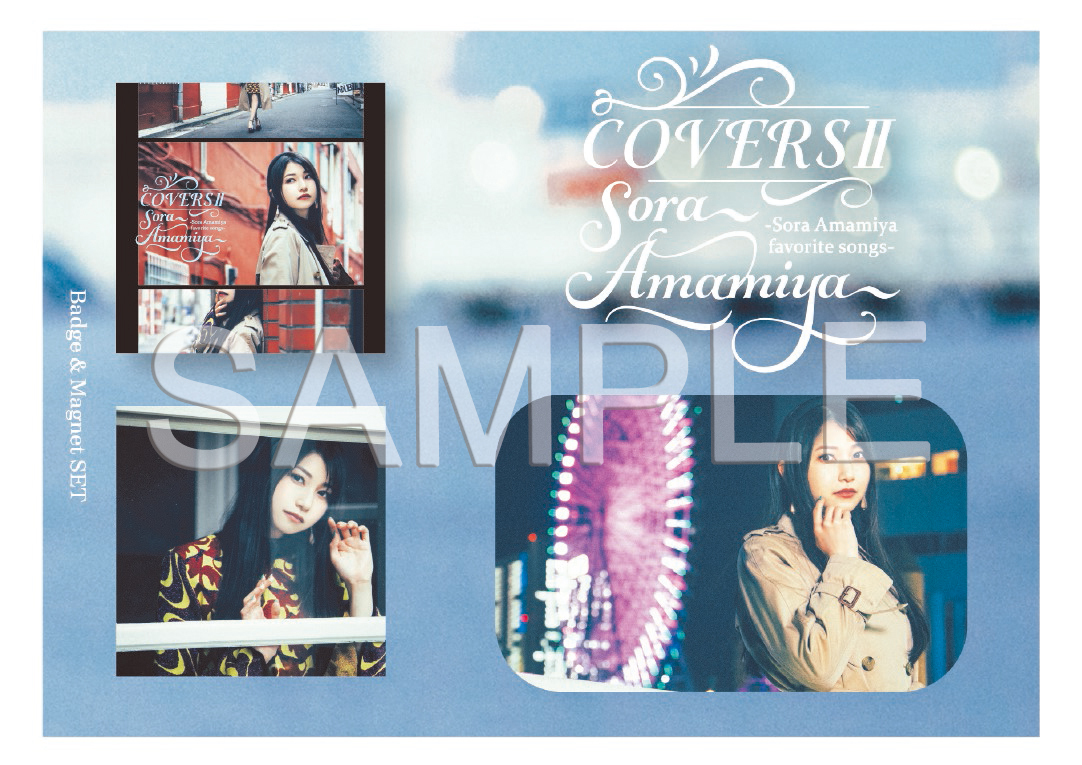 COVERS II
Sora
Amamiya
-Sora Amamiya
favorite songs-
COVERS II
Sora
Amamiya
-Sora Amamiya
favorite songs-
Badge & Magnet SET
SAMPLE